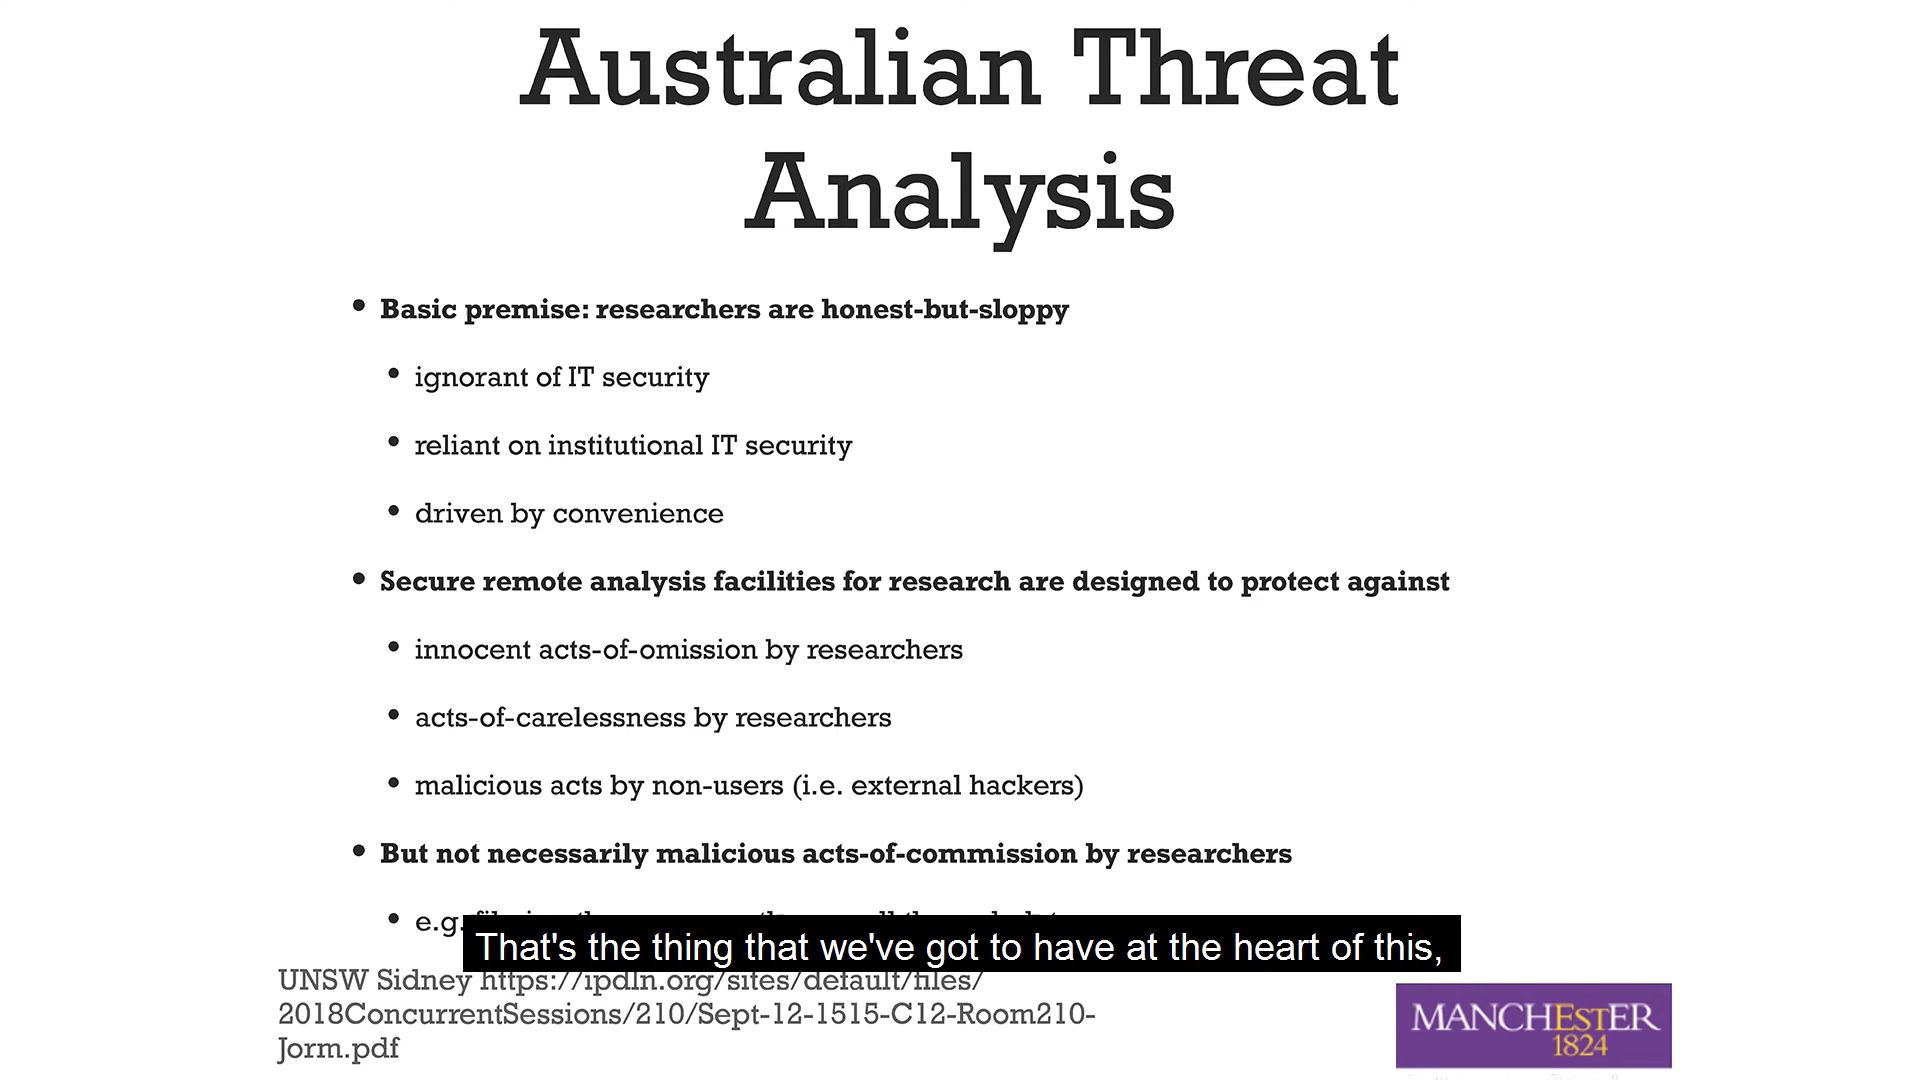 Australian Threat
Analysis
• Basic premise: researchers are honest-but-sloppy
• ignorant of IT security
• reliant on institutional IT security
• driven by convenience
• Secure remote analysis facilities for research are designed to protect against
• innocent acts-of-omission by researchers
• acts-of-carelessness by researchers
• malicious acts by non-users (i.e. external hackers)
• But not necessarily malicious acts-of-commission by researchers
• e.g.
That's the thing that we've got to have at the heart of this,
UNSW Sidney https://ipdln.org/sites/default/files/
2018ConcurrentSessions/210/Sept-12-1515-C12-Room210-
Jorm.pdf
MANCHESTER
1824